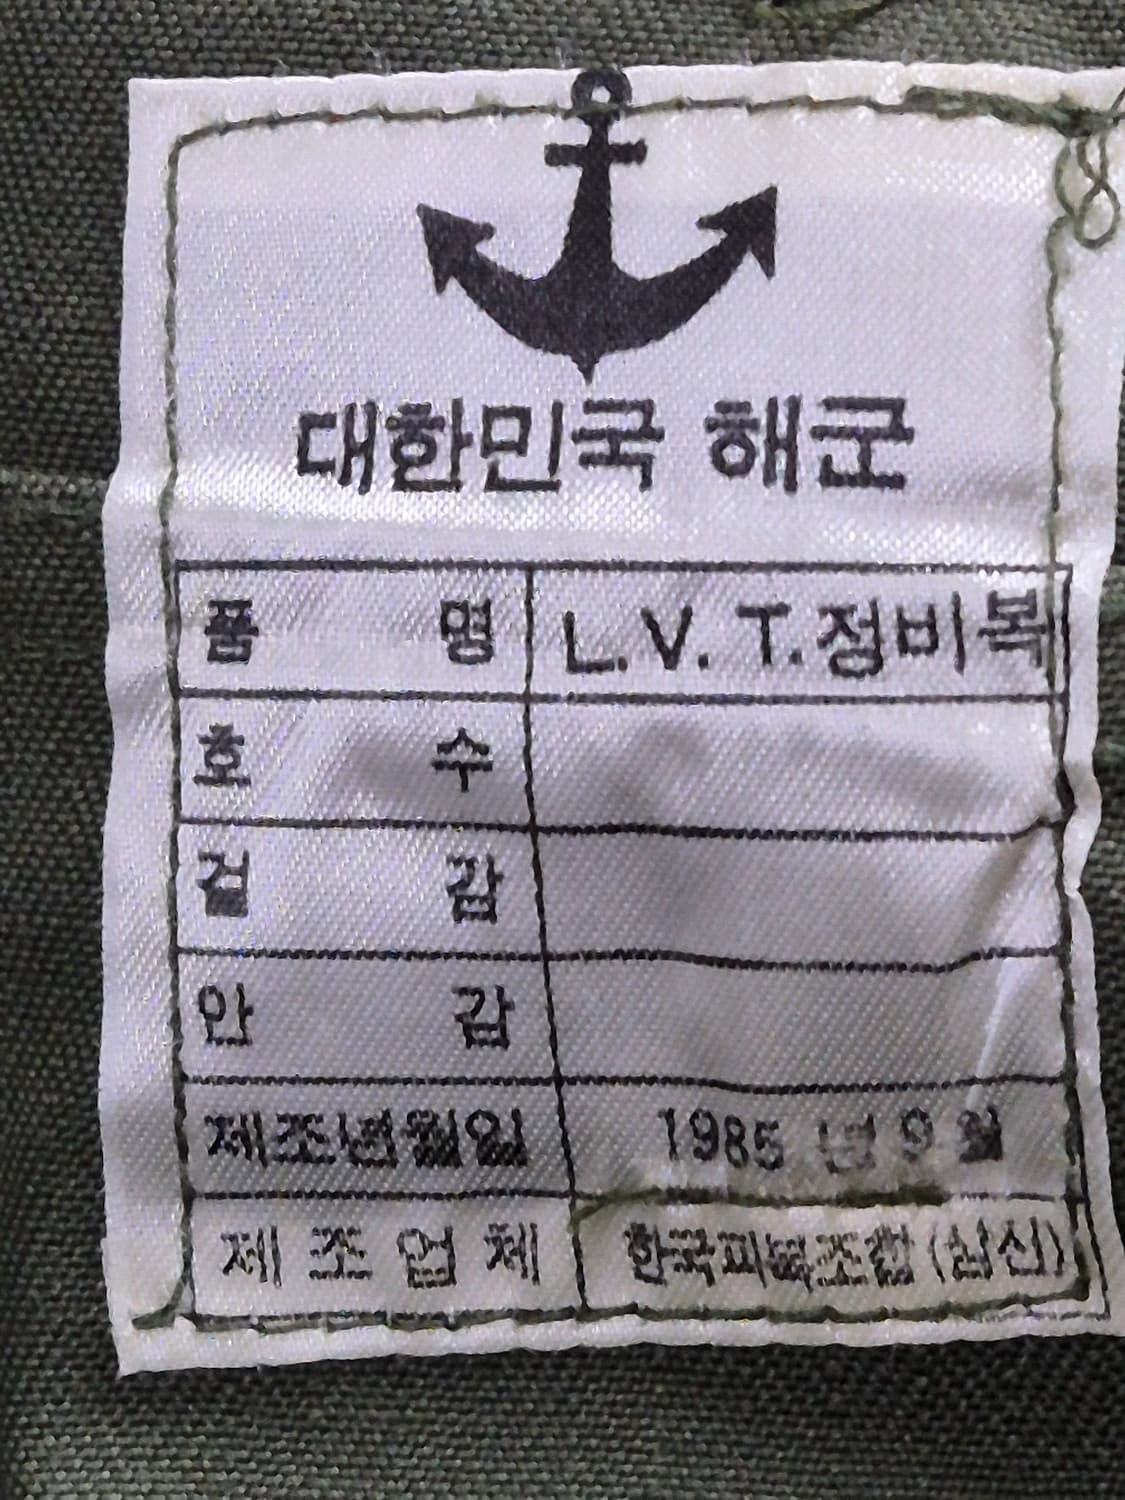 대한민국 해군
품 명 L.V.T.정비복
호 수
겉 감
안 감
제조년월일 1985 년 9 월
제 조 업 체 한국피복조합 (삼신)